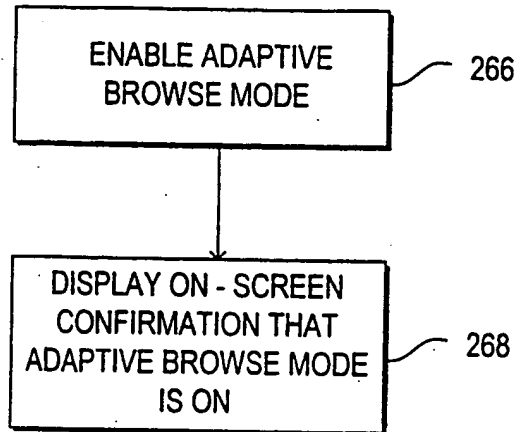 ENABLE ADAPTIVE
BROWSE MODE
266
DISPLAY ON - SCREEN
CONFIRMATION THAT
ADAPTIVE BROWSE MODE
IS ON
268